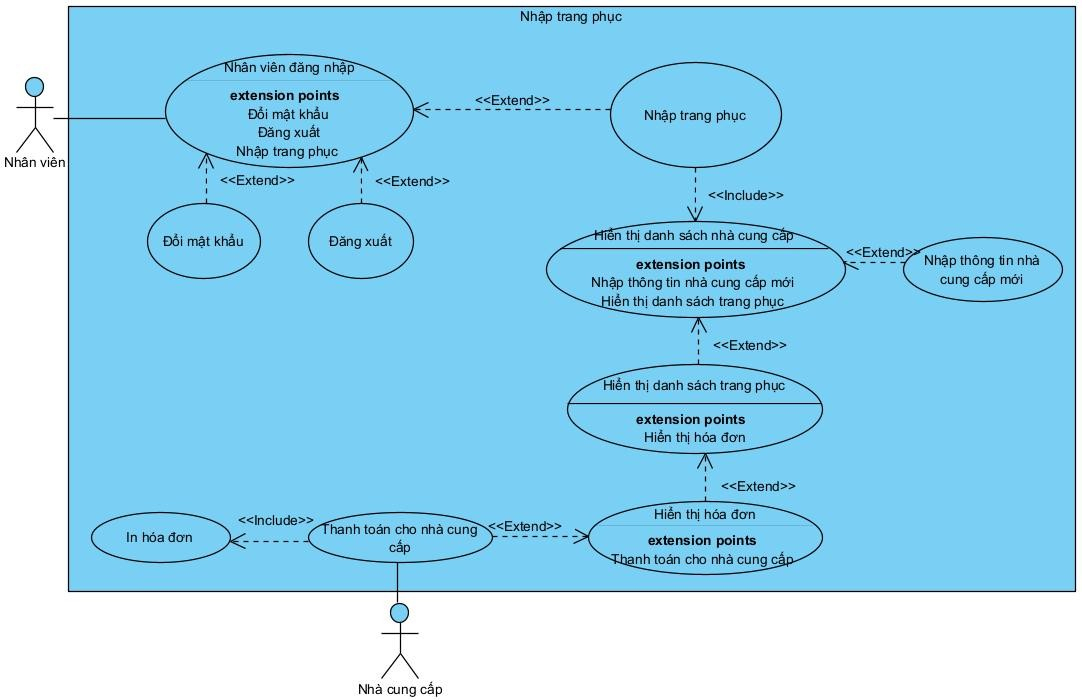 Nhập trang phục
Nhân viên đăng nhập
extension points
Đổi mật khẩu
Đăng xuất
Nhập trang phục
<<Extend>>
Nhập trang phục
Nhân viên
<<Extend>>
<<Extend>>
<<Include>>
Đổi mật khẩu
Đăng xuất
Hiển thị danh sách nhà cung cấp
extension points
Nhập thông tin nhà cung cấp mới
Hiển thị danh sách trang phục
<<Extend>>
Nhập thông tin nhà
cung cấp mới
<<Extend>>
Hiển thị danh sách trang phục
extension points
Hiển thị hóa đơn
<<Extend>>
In hóa đơn
<<Include>>
Thanh toán cho nhà cung
cấp
<<Extend>>
Hiển thị hóa đơn
extension points
Thanh toán cho nhà cung cấp
Nhà cung cấp